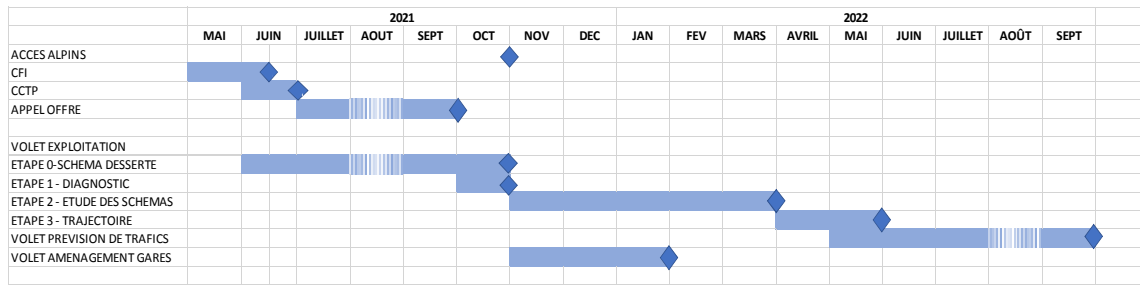 2021 2022
MAI JUIN JUILLET AOUT SEPT OCT NOV DEC JAN FEV MARS AVRIL MAI JUIN JUILLET AOÛT SEPT
ACCES ALPINS
CFI
CCTP
APPEL OFFRE
VOLET EXPLOITATION
ETAPE 0-SCHEMA DESSERTE
ETAPE 1 - DIAGNOSTIC
ETAPE 2 - ETUDE DES SCHEMAS
ETAPE 3 - TRAJECTOIRE
VOLET PREVISION DE TRAFICS
VOLET AMENAGEMENT GARES